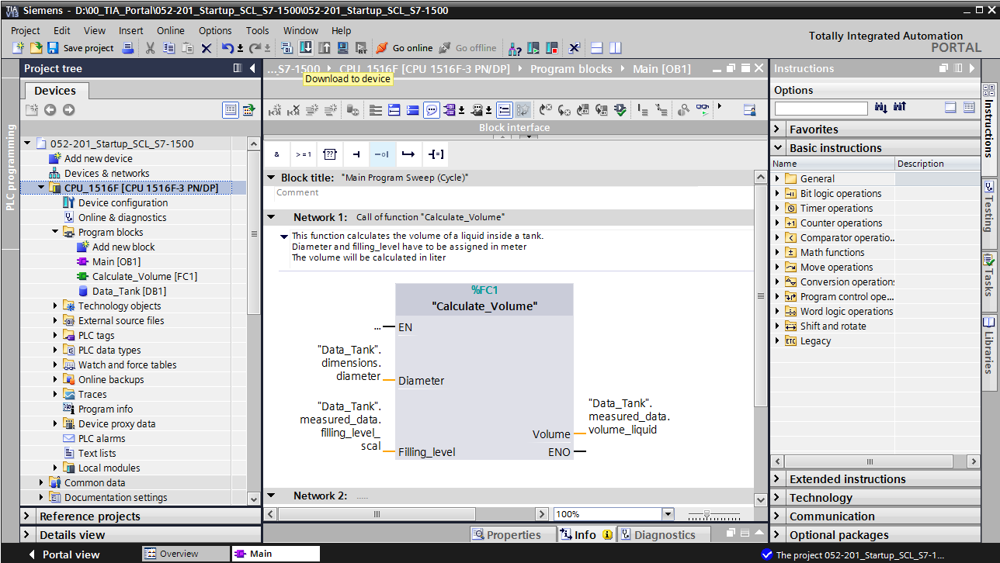 TIA
V13
Siemens - D:\00_TIA_Portal\052-201_Startup_SCL_S7-1500\052-201_Startup_SCL_S7-1500
Project Edit View Insert Online Options Tools Window Help
Totally Integrated Automation
PORTAL
Save project
Go online
Go offline
Project tree
Devices
PLC programming
052-201_Startup_SCL_S7-1500
Add new device
Devices & networks
CPU_1516F [CPU 1516F-3 PN/DP]
Device configuration
Online & diagnostics
Program blocks
Add new block
Main [OB1]
Calculate_Volume [FC1]
Data_Tank [DB1]
Technology objects
External source files
PLC tags
PLC data types
Watch and force tables
Online backups
Traces
Program info
Device proxy data
PLC alarms
Text lists
Local modules
Common data
Documentation settings
Reference projects
Details view
..._S7-1500 CPU_1516F [CPU 1516F-3 PN/DP] Program blocks Main [OB1]
Download to device
Block interface
& >=1 ??
Block title: "Main Program Sweep (Cycle)"
Comment
Network 1: Call of function "Calculate_Volume"
This function calculates the volume of a liquid inside a tank.
Diameter and filling_level have to be assigned in meter
The volume will be calculated in liter
%FC1
"Calculate_Volume"
... EN
"Data_Tank".
dimensions.
diameter Diameter
"Data_Tank".
measured_data.
filling_level_
scal Filling_level
"Data_Tank".
measured_data.
volume_liquid
Volume
ENO
Network 2: .....
100%
Properties Info Diagnostics
Instructions
Options
Favorites
Basic instructions
Name Description
General
Bit logic operations
Timer operations
Counter operations
Comparator operatio..
Math functions
Move operations
Conversion operations
Program control ope...
Word logic operations
Shift and rotate
Legacy
Extended instructions
Technology
Communication
Optional packages
Instructions
Testing
Tasks
Libraries
Portal view Overview Main
The project 052-201_Startup_SCL_S7-1...